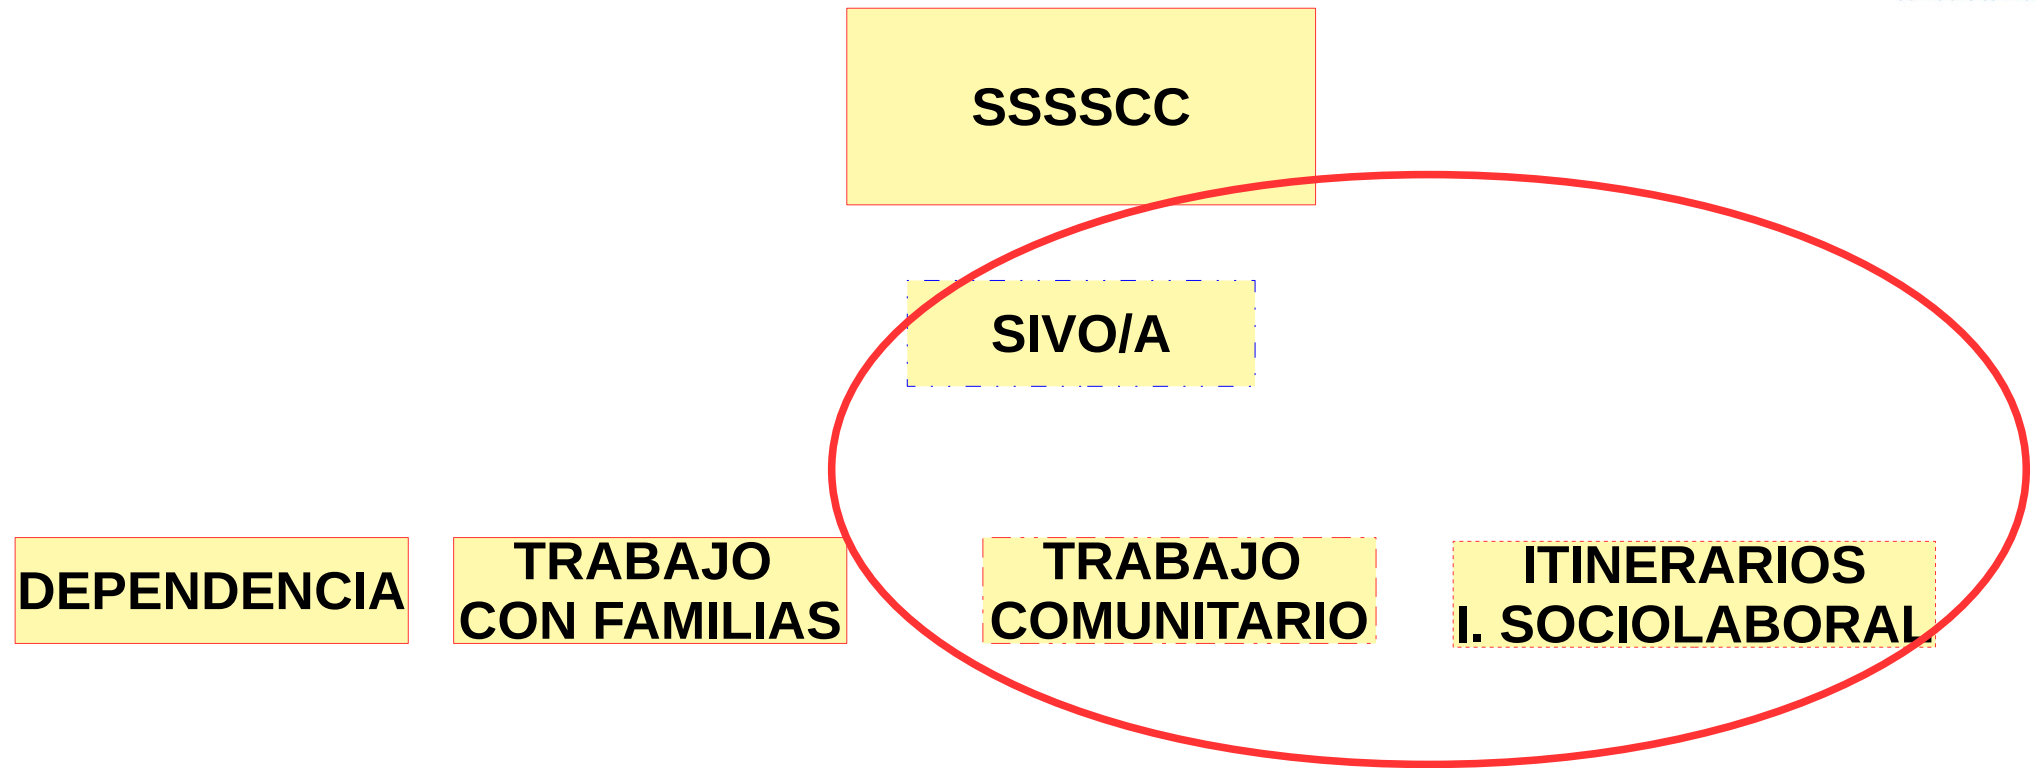 SSSSCC
SIVO/A
DEPENDENCIA
TRABAJO
CON FAMILIAS
TRABAJO
COMUNITARIO
ITINERARIOS
I. SOCIOLABORAL